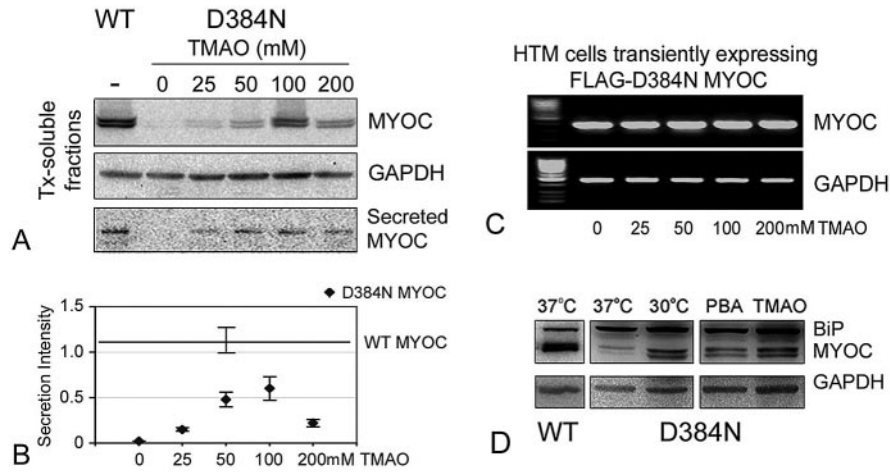 WT D384N
TMAO (mM)
– 0 25 50 100 200
Tx-soluble
fractions
MYOC
GAPDH
Secreted
MYOC
A
HTM cells transiently expressing
FLAG-D384N MYOC
MYOC
GAPDH
0 25 50 100 200mM TMAO
C
1.5
1.0
0.5
0
Secretion Intensity
D384N MYOC
WT MYOC
0 25 50 100 200mM TMAO
B
37°C 37°C 30°C PBA TMAO
BiP
MYOC
GAPDH
WT D384N
D